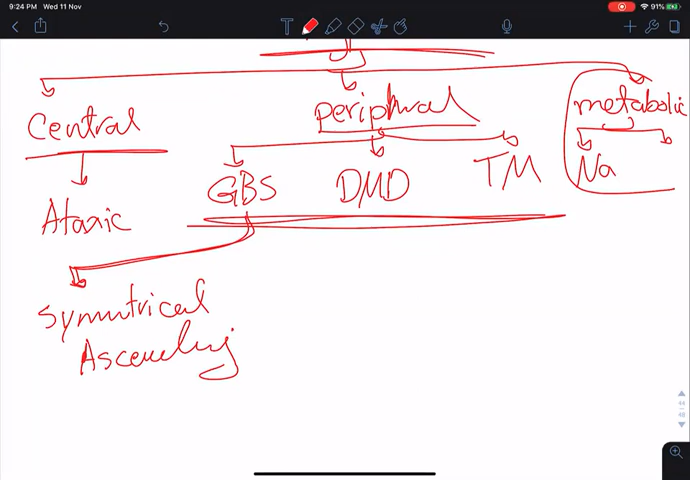 9:24 PM Wed 11 Nov
91%
Central
peripheral
metabolic
GBS
DMD
TM
Na
Ataxic
Symmetrical
Ascending